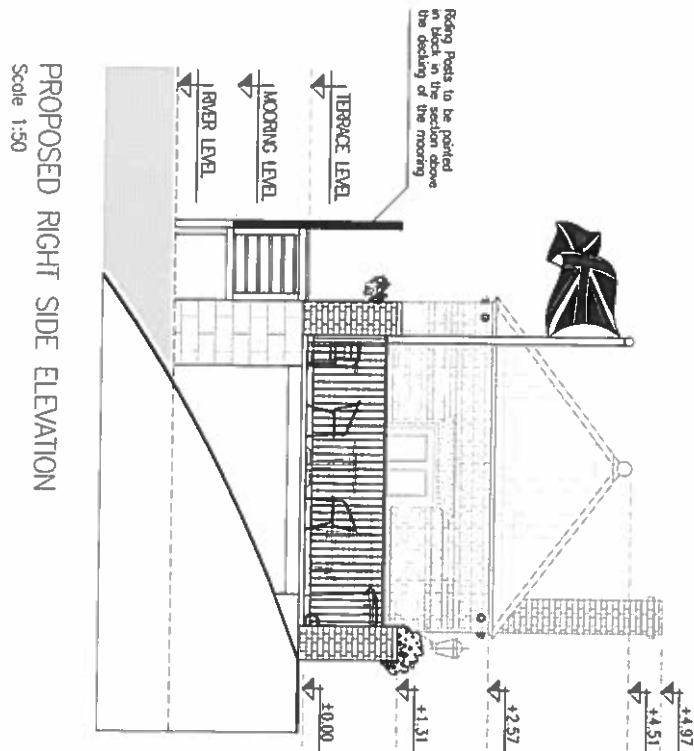 Riding Posts to be painted
in black in the section above
the decking of the mooring
TERRACE LEVEL
MOORING LEVEL
RIVER LEVEL
+4.97
+4.51
+2.57
+1.31
±0.00
PROPOSED RIGHT SIDE ELEVATION
Scale 1:50